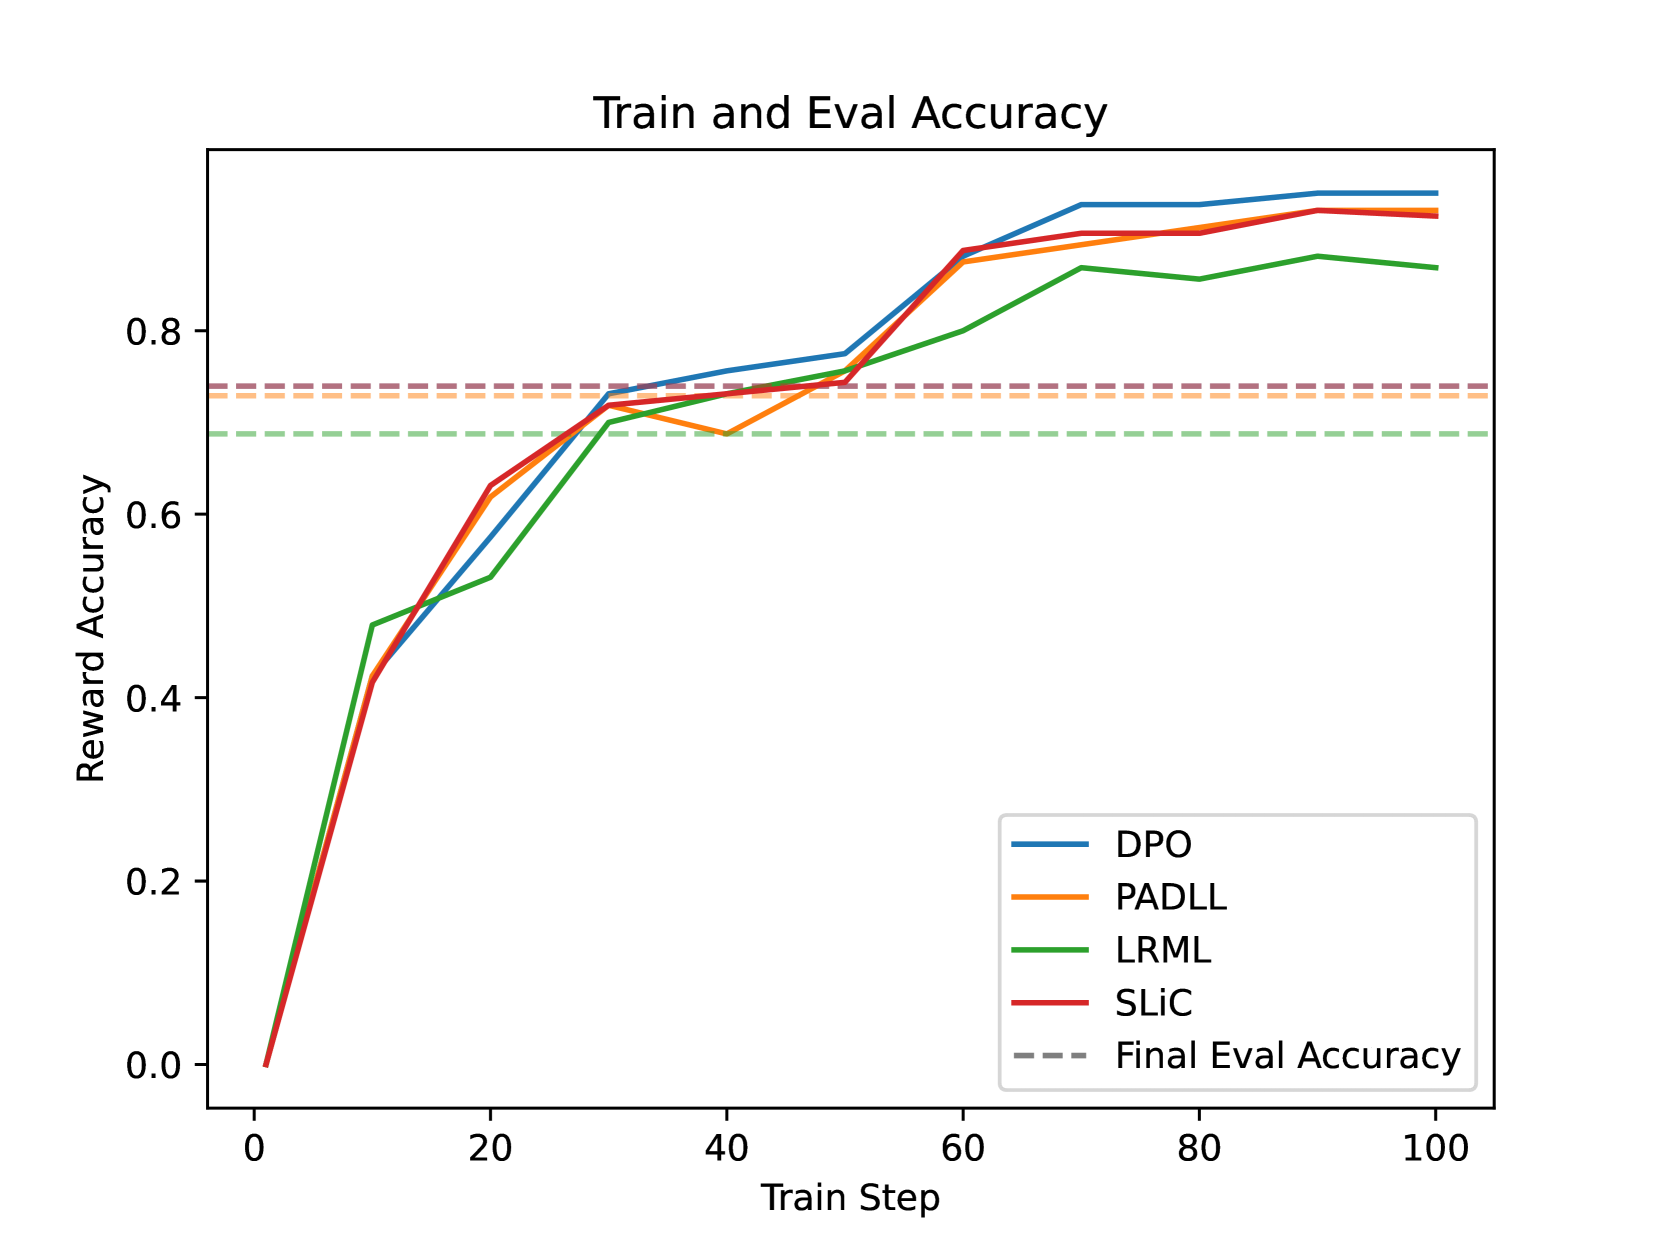 Train and Eval Accuracy
Reward Accuracy
0.8
0.6
0.4
0.2
0.0
0 20 40 60 80 100
Train Step
DPO
PADLL
LRML
SLiC
Final Eval Accuracy